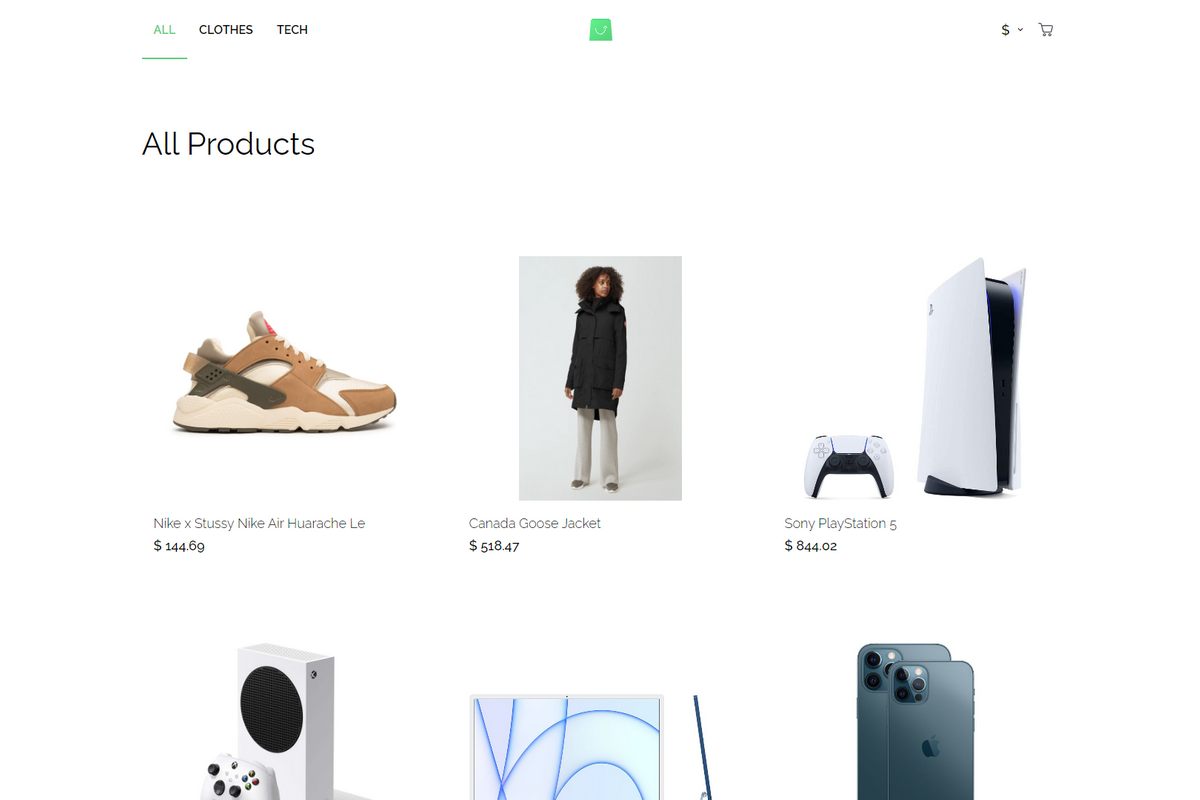 ALL CLOTHES TECH $
All Products
Nike x Stussy Nike Air Huarache Le
$ 144.69
Canada Goose Jacket
$ 518.47
Sony PlayStation 5
$ 844.02